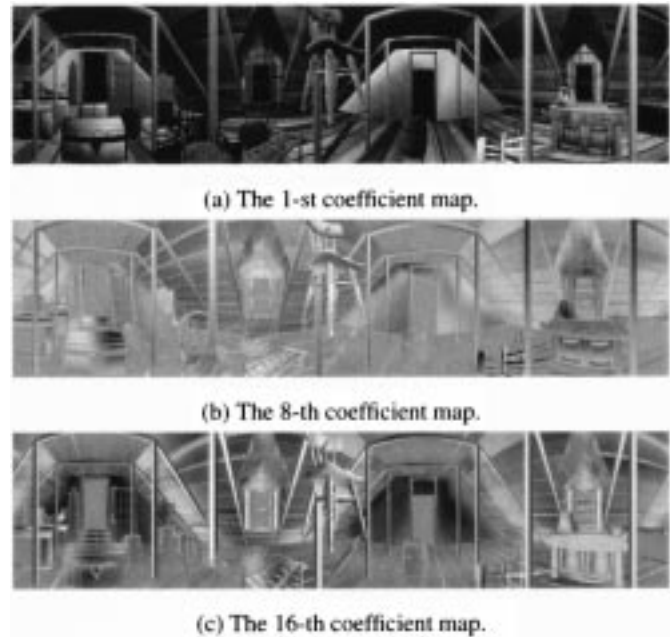 (a) The 1-st coefficient map.
(b) The 8-th coefficient map.
(c) The 16-th coefficient map.